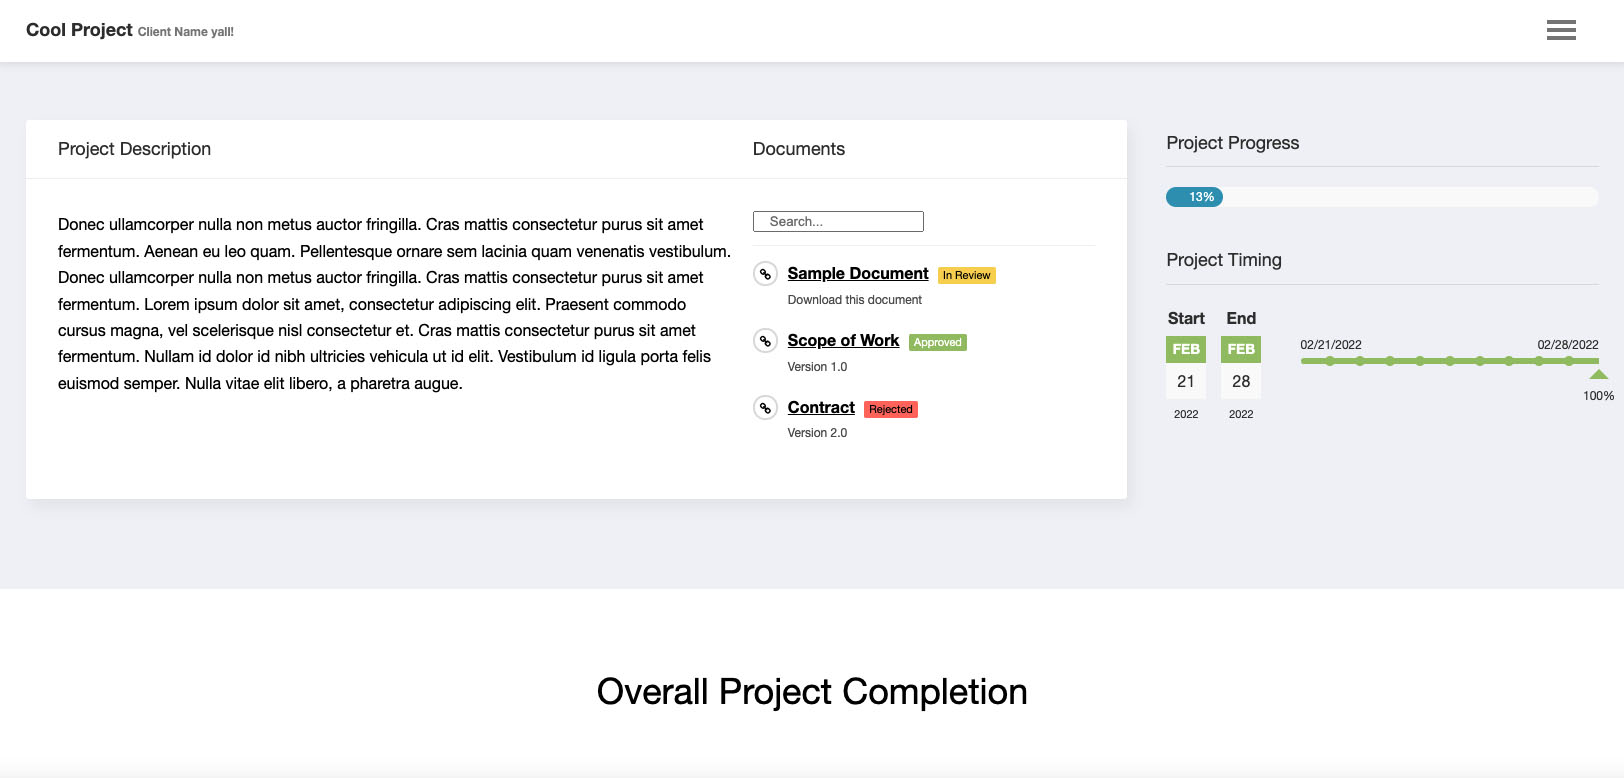 Cool Project Client Name yall!
Project Description
Donec ullamcorper nulla non metus auctor fringilla. Cras mattis consectetur purus sit amet
fermentum. Aenean eu leo quam. Pellentesque ornare sem lacinia quam venenatis vestibulum.
Donec ullamcorper nulla non metus auctor fringilla. Cras mattis consectetur purus sit amet
fermentum. Lorem ipsum dolor sit amet, consectetur adipiscing elit. Praesent commodo
cursus magna, vel scelerisque nisl consectetur et. Cras mattis consectetur purus sit amet
fermentum. Nullam id dolor id nibh ultricies vehicula ut id elit. Vestibulum id ligula porta felis
euismod semper. Nulla vitae elit libero, a pharetra augue.
Documents
Search...
Sample Document In Review
Download this document
Scope of Work Approved
Version 1.0
Contract Rejected
Version 2.0
Project Progress
13%
Project Timing
Start End
FEB FEB
21 28
2022 2022
02/21/2022 02/28/2022
100%
Overall Project Completion